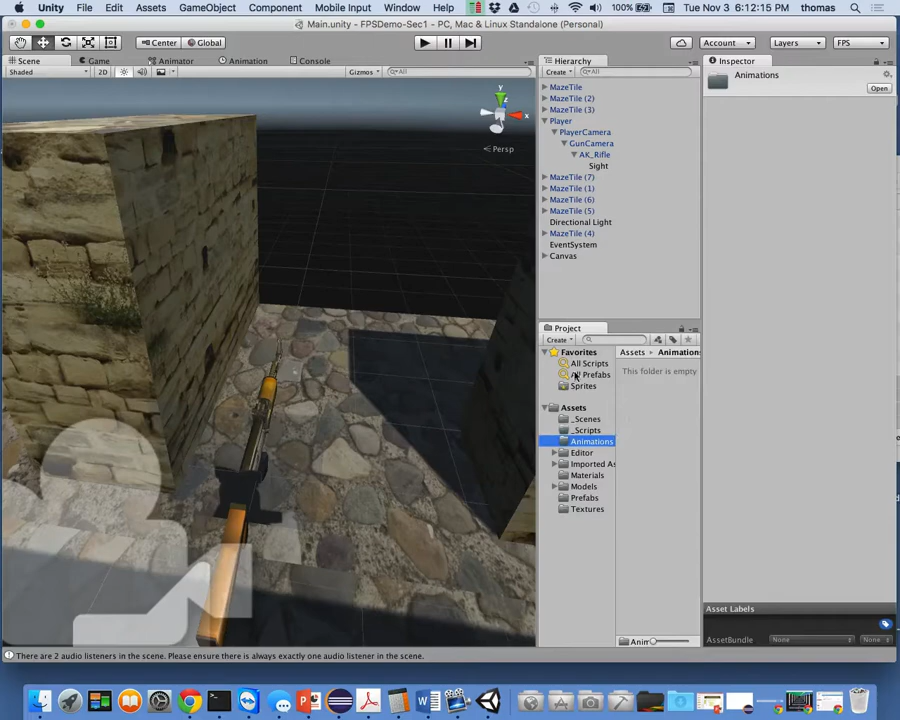 Unity File Edit Assets GameObject Component Mobile Input Window Help 100% Tue Nov 3 6:12:15 PM thomas
Main.unity - FPSDemo-Sec1 - PC, Mac & Linux Standalone (Personal)
Center Global Account Layers FPS
Scene Game Animator Animation Console
Shaded 2D Gizmos All
Y
x
Persp
Hierarchy
Create All
MazeTile
MazeTile (2)
MazeTile (3)
Player
PlayerCamera
GunCamera
AK_Rifle
Sight
MazeTile (7)
MazeTile (1)
MazeTile (6)
MazeTile (5)
Directional Light
MazeTile (4)
EventSystem
Canvas
Project
Create
Favorites
All Scripts
All Prefabs
Sprites
Assets
_Scenes
_Scripts
Animations
Editor
Imported As
Materials
Models
Prefabs
Textures
Assets Animations
This folder is empty
Anim
Inspector
Animations
Open
Asset Labels
AssetBundle None None
There are 2 audio listeners in the scene. Please ensure there is always exactly one audio listener in the scene.